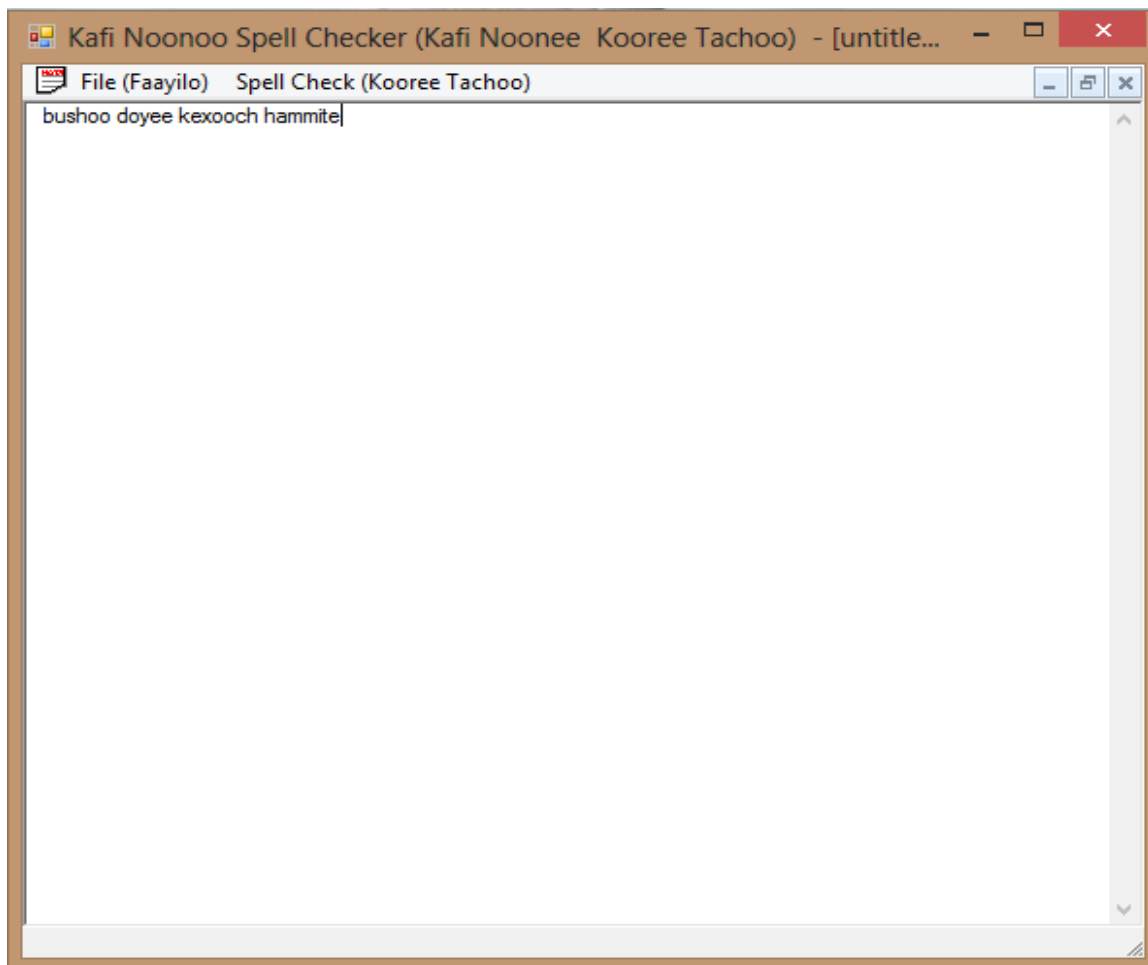 Kafi Noonoo Spell Checker (Kafi Noonee Kooree Tachoo) - [untitle...
File (Faayilo) Spell Check (Kooree Tachoo)
bushoo doyee kexooch hammite